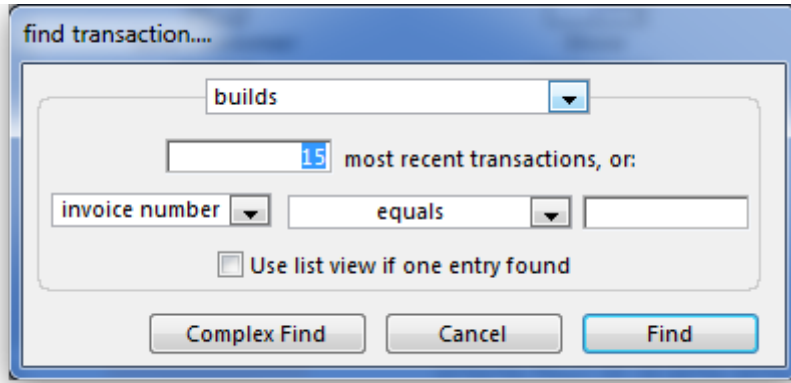 find transaction....
builds
15 most recent transactions, or:
invoice number equals
Use list view if one entry found
Complex Find Cancel Find